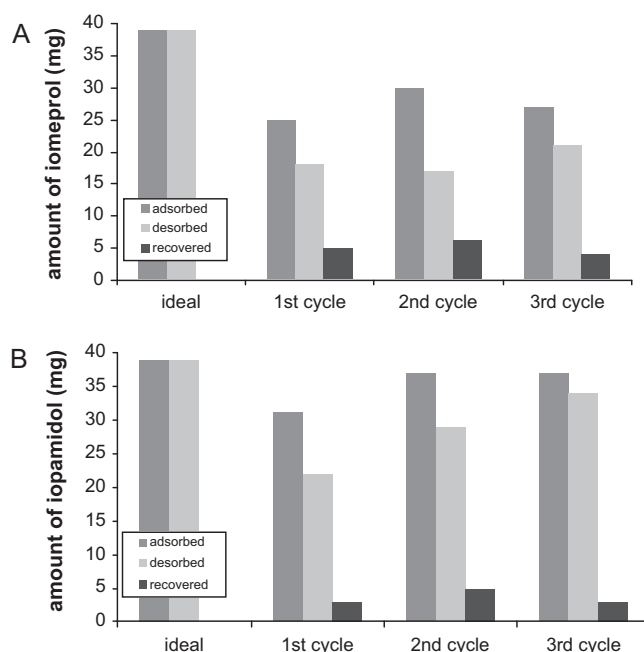 A
amount of iomeprol (mg)
40
35
30
25
20
15
10
5
0
adsorbed
desorbed
recovered
ideal 1st cycle 2nd cycle 3rd cycle
B
amount of iopamidol (mg)
40
35
30
25
20
15
10
5
0
adsorbed
desorbed
recovered
ideal 1st cycle 2nd cycle 3rd cycle